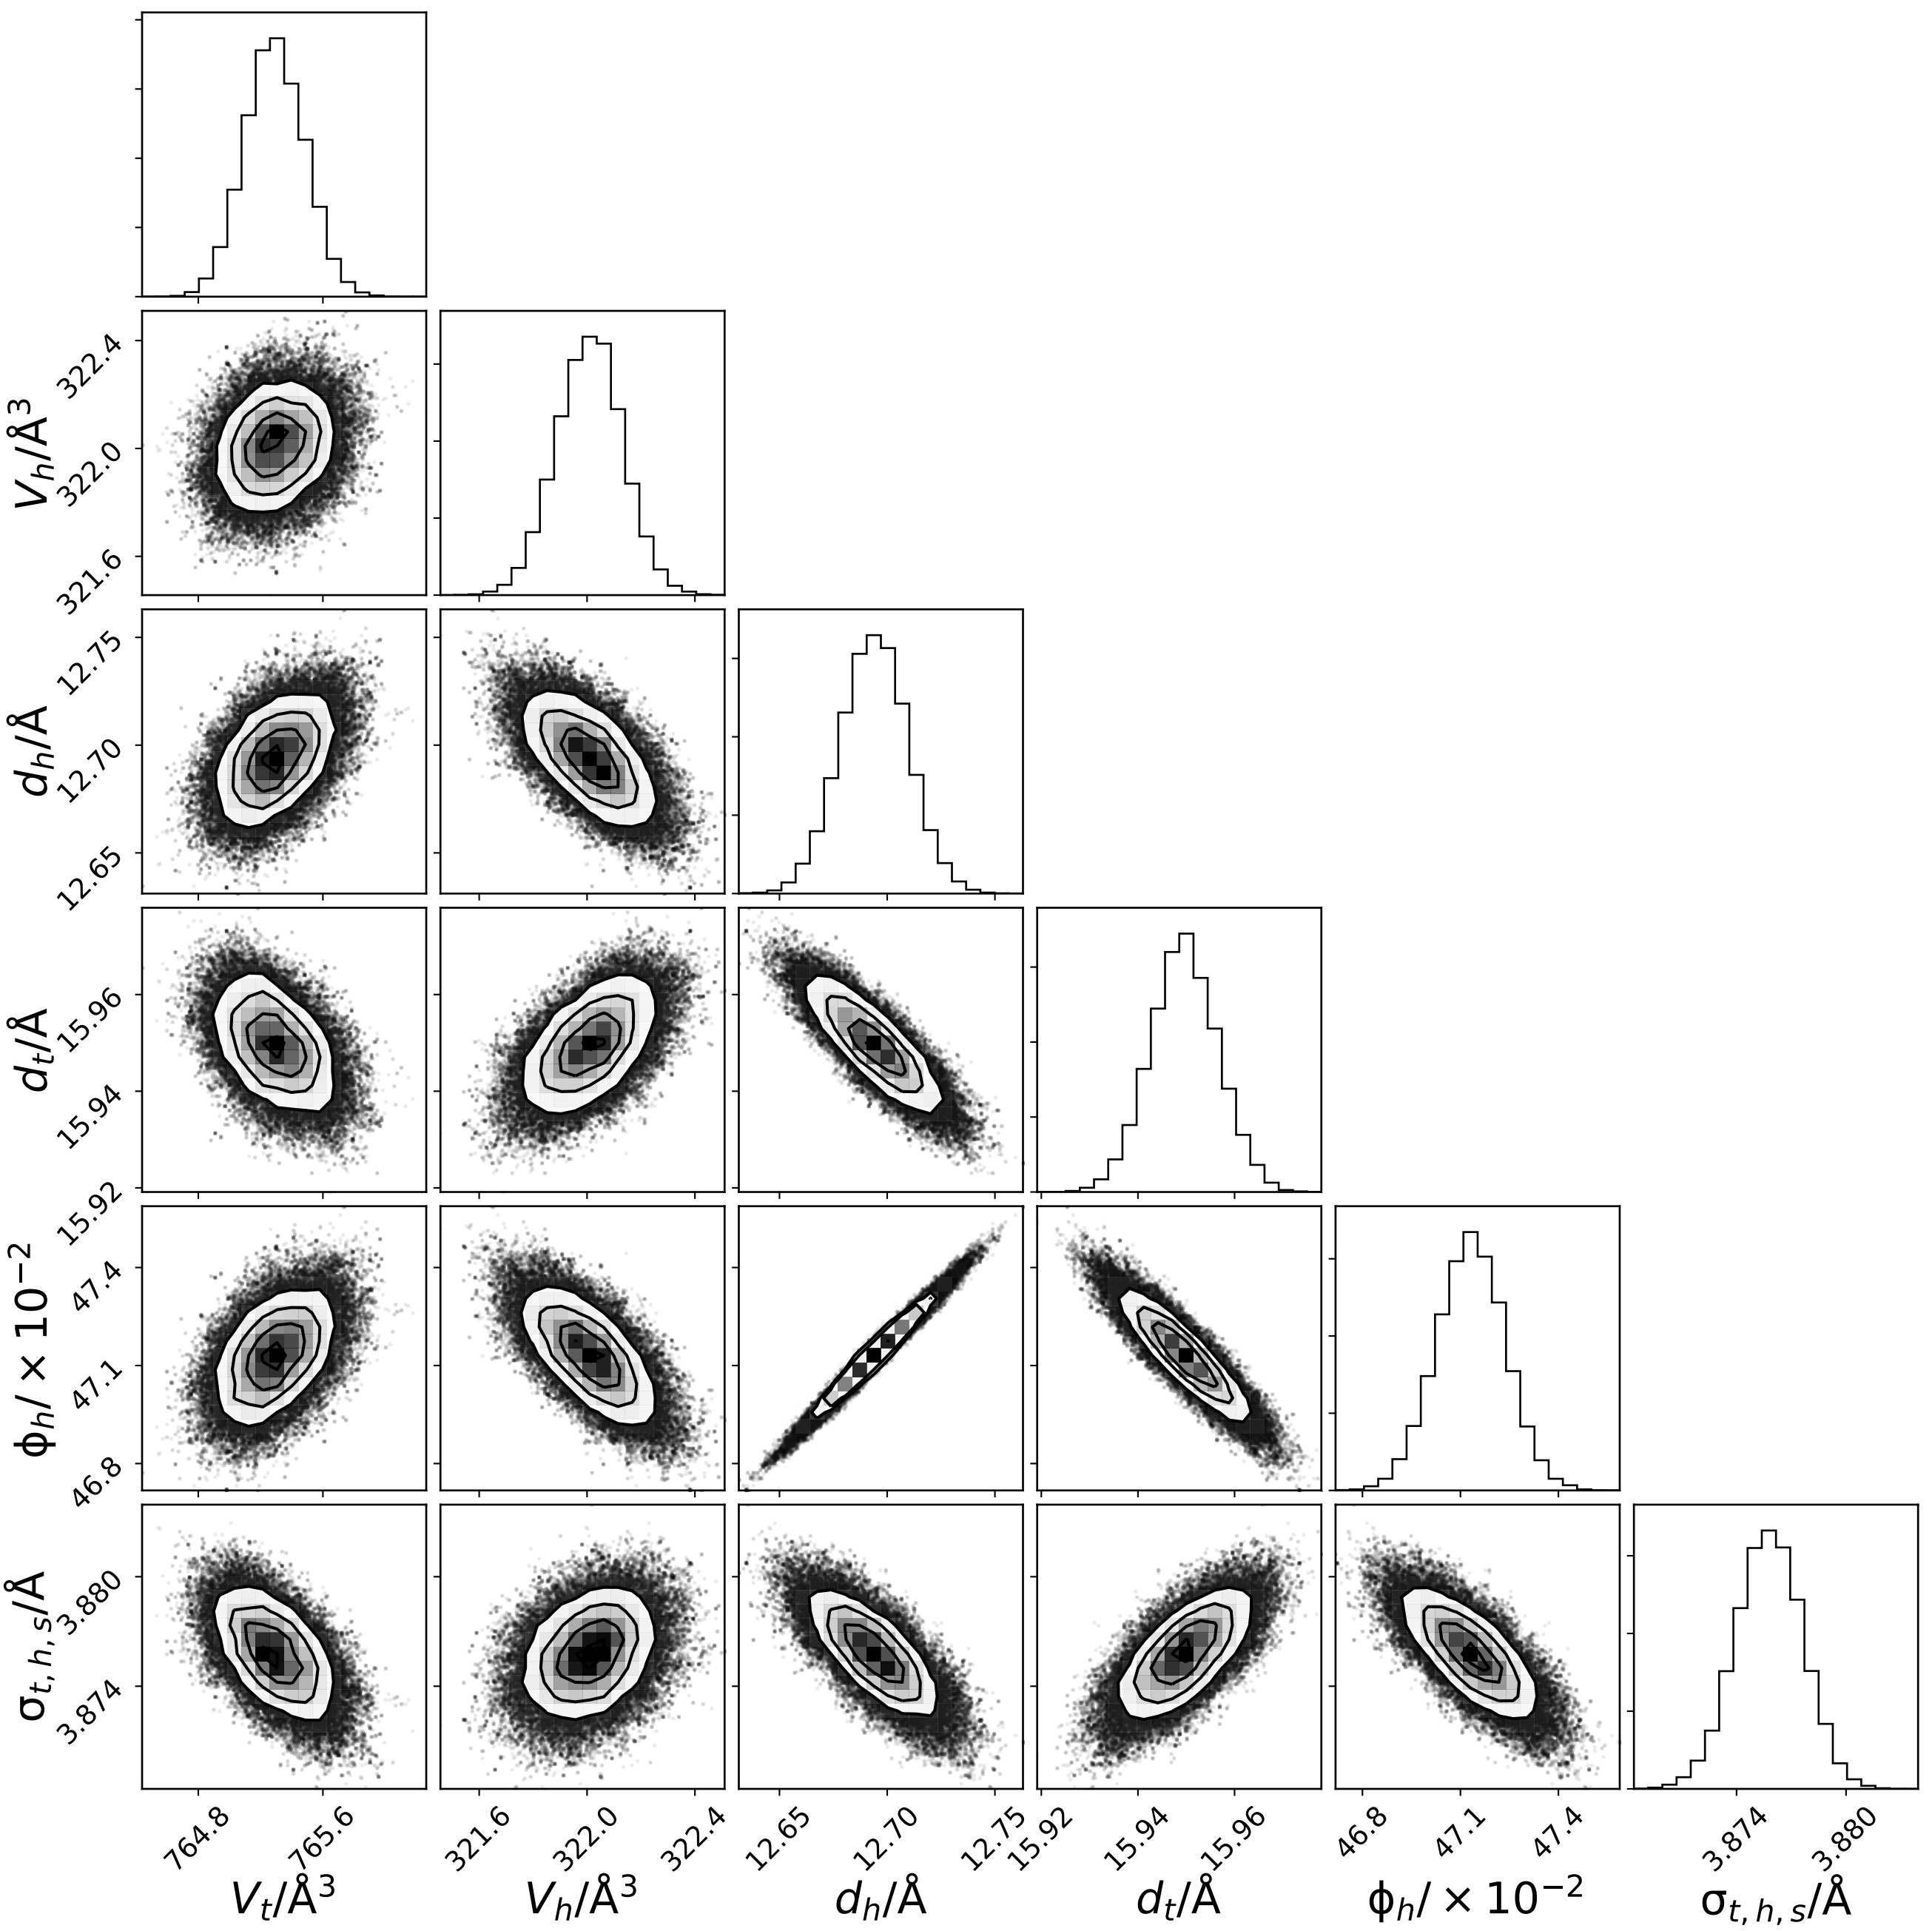 322.4
322.0
321.6
V_h/Å³
12.75
12.70
12.65
d_h/Å
15.96
15.94
15.92
d_t/Å
47.4
47.1
46.8
ϕ_h/ × 10⁻²
3.880
3.874
σ_{t, h, s}/Å
764.8 765.6 321.6 322.0 322.4 12.65 12.70 12.75 15.92 15.94 15.96 46.8 47.1 47.4 3.874 3.880
V_t/Å³ V_h/Å³ d_h/Å d_t/Å ϕ_h/ × 10⁻² σ_{t, h, s}/Å